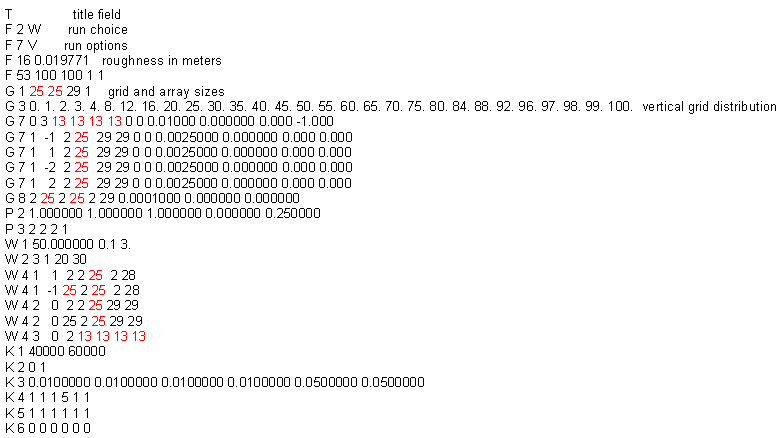 T title field
F 2 W run choice
F 7 V run options
F 16 0.019771 roughness in meters
F 53 100 100 1 1
G 1 25 25 29 1 grid and array sizes
G 3 0. 1. 2. 3. 4. 8. 12. 16. 20. 25. 30. 35. 40. 45. 50. 55. 60. 65. 70. 75. 80. 84. 88. 92. 96. 97. 98. 99. 100. vertical grid distribution
G 7 0 3 13 13 13 13 0 0 0.01000 0.000000 0.000 -1.000
G 7 1 -1 2 25 29 29 0 0 0.0025000 0.000000 0.000 0.000
G 7 1 1 2 25 29 29 0 0 0.0025000 0.000000 0.000 0.000
G 7 1 -2 2 25 29 29 0 0 0.0025000 0.000000 0.000 0.000
G 7 1 2 2 25 29 29 0 0 0.0025000 0.000000 0.000 0.000
G 8 2 25 2 25 2 29 0.0001000 0.000000 0.000000
P 2 1.000000 1.000000 1.000000 0.000000 0.250000
P 3 2 2 2 1
W 1 50.000000 0.1 3.
W 2 3 1 20 30
W 4 1 1 2 2 25 2 28
W 4 1 -1 25 2 25 2 28
W 4 2 0 2 2 25 29 29
W 4 2 0 25 2 25 29 29
W 4 3 0 2 13 13 13 13
K 1 40000 60000
K 2 0 1
K 3 0.0100000 0.0100000 0.0100000 0.0100000 0.0500000 0.0500000
K 4 1 1 1 5 1 1
K 5 1 1 1 1 1 1
K 6 0 0 0 0 0 0